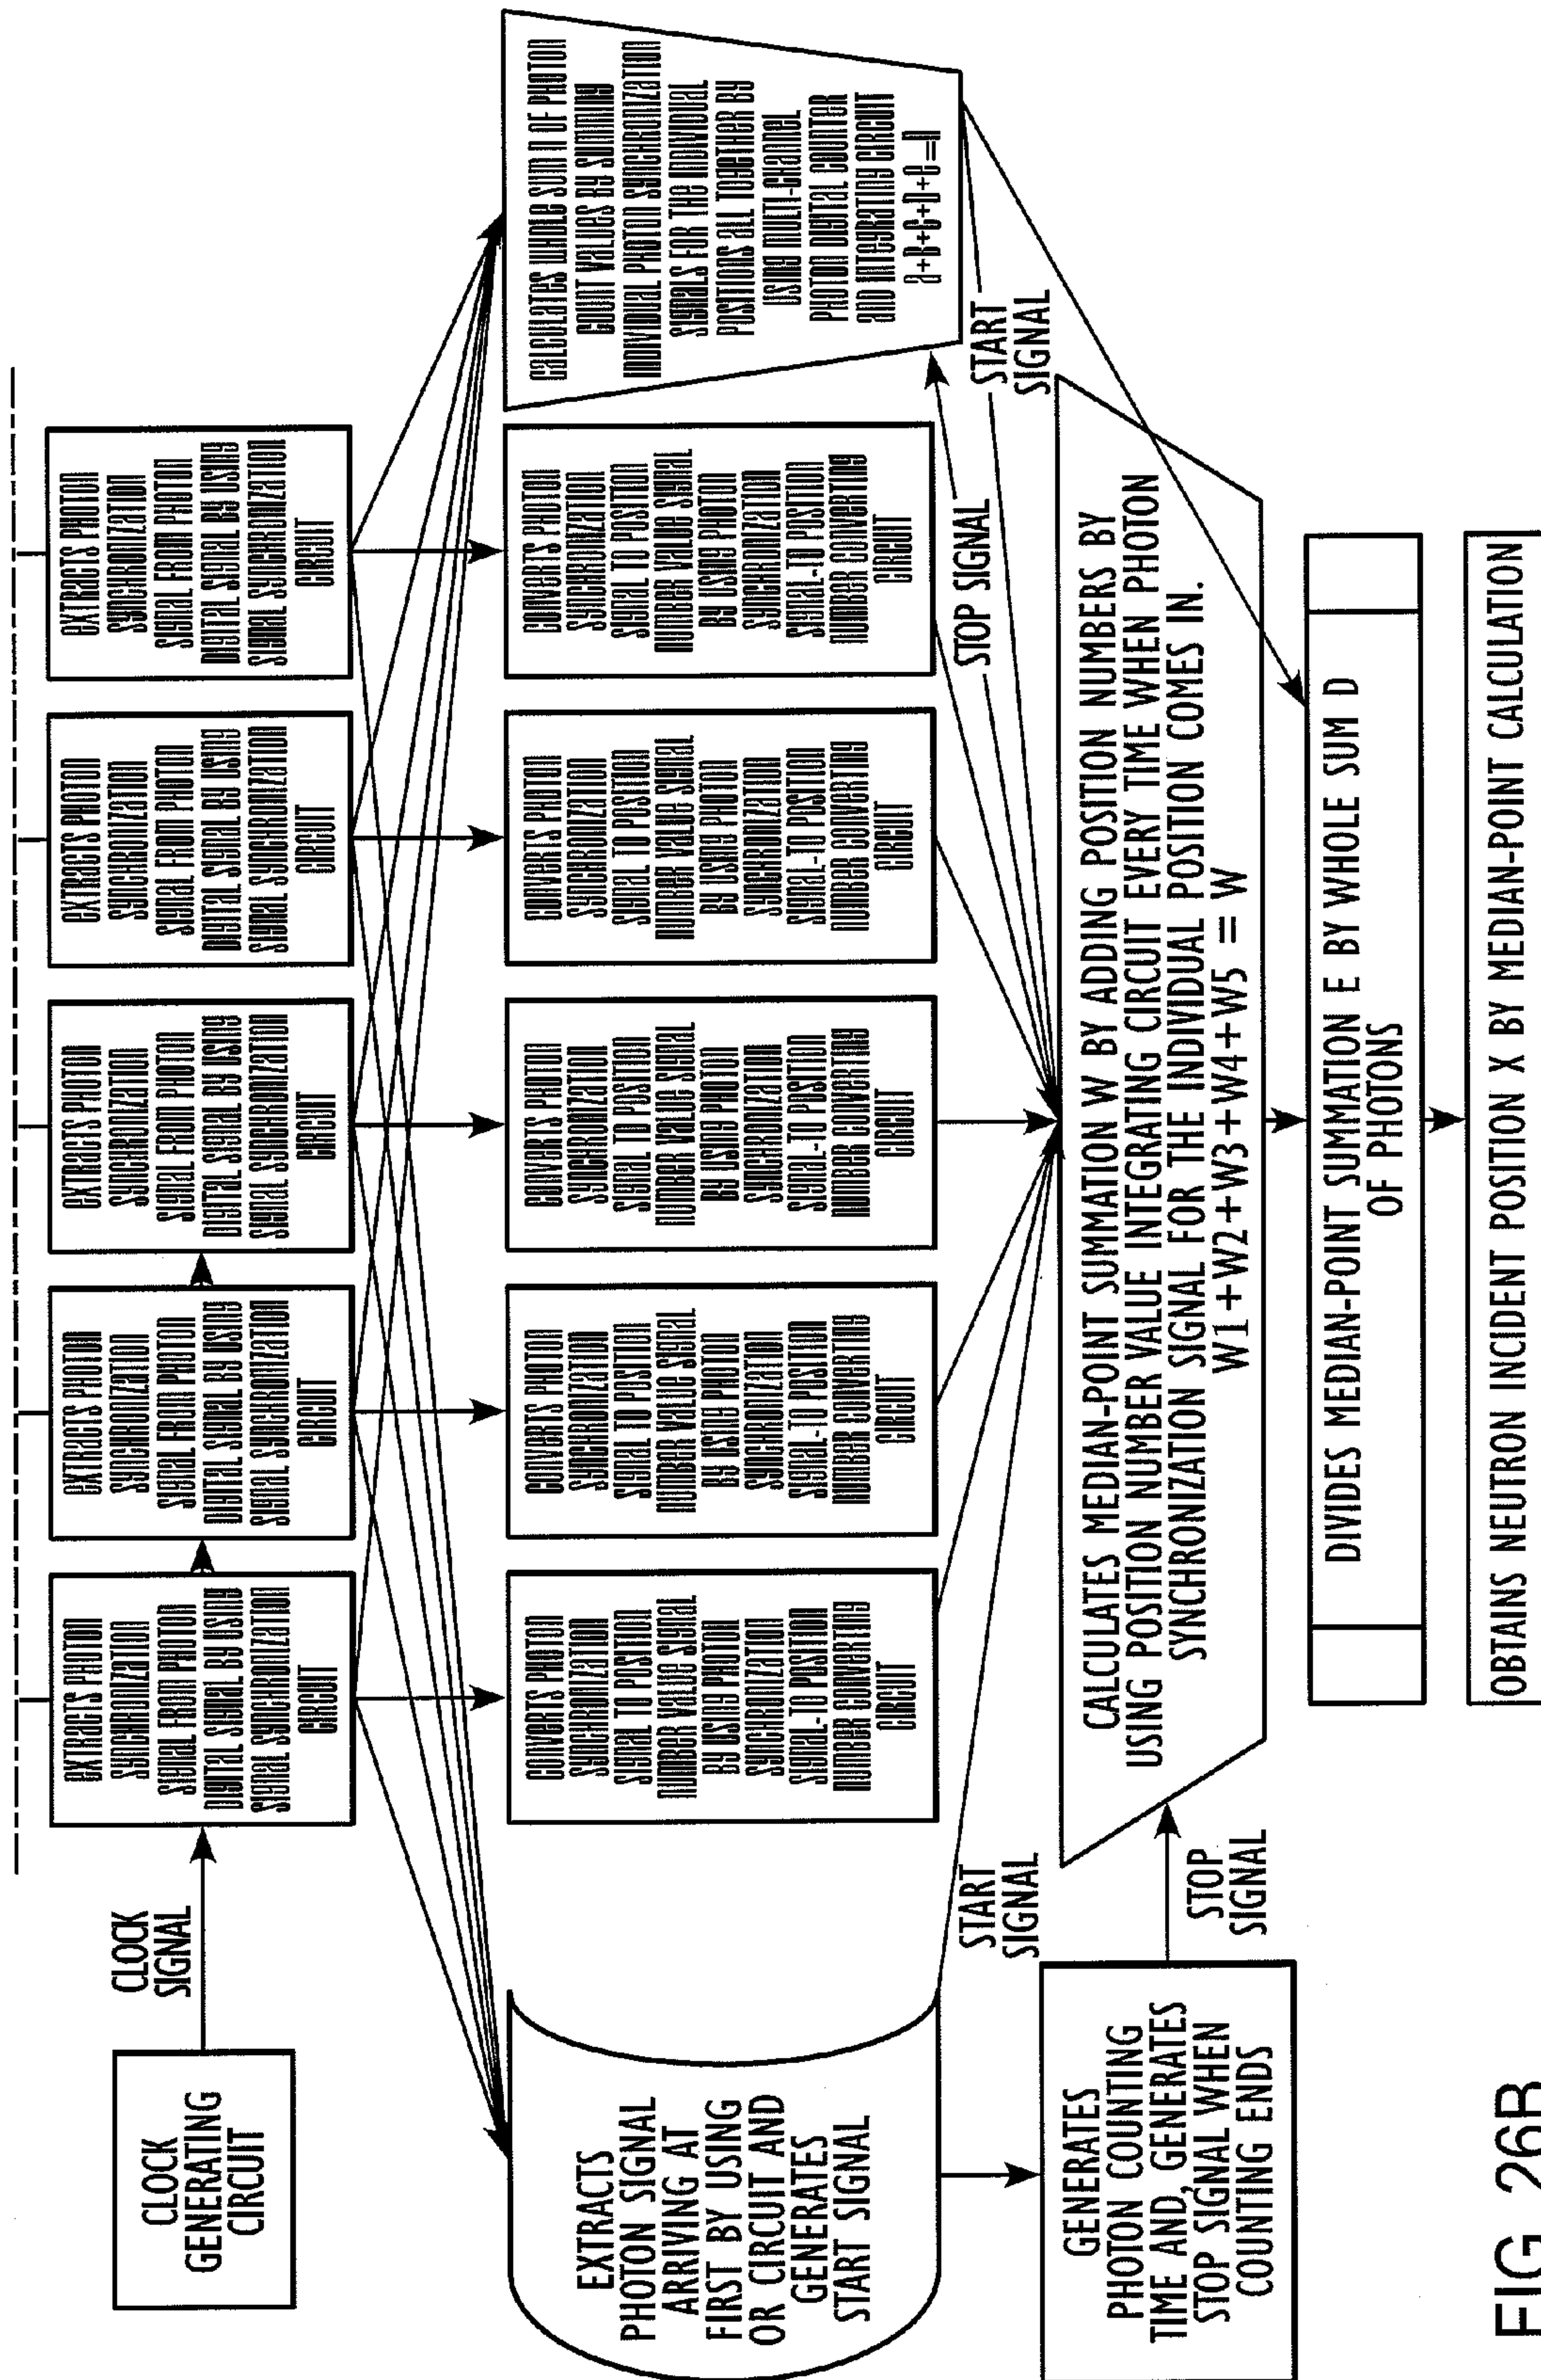 CLOCK
GENERATING
CIRCUIT
CLOCK
SIGNAL
EXTRACTS PHOTON
SYNCHRONIZATION
SIGNAL FROM PHOTON
DIGITAL SIGNAL BY USING
SIGNAL SYNCHRONIZATION
CIRCUIT
EXTRACTS PHOTON
SYNCHRONIZATION
SIGNAL FROM PHOTON
DIGITAL SIGNAL BY USING
SIGNAL SYNCHRONIZATION
CIRCUIT
EXTRACTS PHOTON
SYNCHRONIZATION
SIGNAL FROM PHOTON
DIGITAL SIGNAL BY USING
SIGNAL SYNCHRONIZATION
CIRCUIT
EXTRACTS PHOTON
SYNCHRONIZATION
SIGNAL FROM PHOTON
DIGITAL SIGNAL BY USING
SIGNAL SYNCHRONIZATION
CIRCUIT
EXTRACTS PHOTON
SYNCHRONIZATION
SIGNAL FROM PHOTON
DIGITAL SIGNAL BY USING
SIGNAL SYNCHRONIZATION
CIRCUIT
EXTRACTS
PHOTON SIGNAL
ARRIVING AT
FIRST BY USING
OR CIRCUIT AND
GENERATES
START SIGNAL
CONVERTS PHOTON
SYNCHRONIZATION
SIGNAL TO POSITION
NUMBER VALUE SIGNAL
BY USING PHOTON
SYNCHRONIZATION
SIGNAL-TO POSITION
NUMBER CONVERTING
CIRCUIT
CONVERTS PHOTON
SYNCHRONIZATION
SIGNAL TO POSITION
NUMBER VALUE SIGNAL
BY USING PHOTON
SYNCHRONIZATION
SIGNAL-TO POSITION
NUMBER CONVERTING
CIRCUIT
CONVERTS PHOTON
SYNCHRONIZATION
SIGNAL TO POSITION
NUMBER VALUE SIGNAL
BY USING PHOTON
SYNCHRONIZATION
SIGNAL-TO POSITION
NUMBER CONVERTING
CIRCUIT
CONVERTS PHOTON
SYNCHRONIZATION
SIGNAL TO POSITION
NUMBER VALUE SIGNAL
BY USING PHOTON
SYNCHRONIZATION
SIGNAL-TO POSITION
NUMBER CONVERTING
CIRCUIT
CONVERTS PHOTON
SYNCHRONIZATION
SIGNAL TO POSITION
NUMBER VALUE SIGNAL
BY USING PHOTON
SYNCHRONIZATION
SIGNAL-TO POSITION
NUMBER CONVERTING
CIRCUIT
CALCULATES WHOLE SUM OF PHOTON
COUNT VALUES BY SUMMING
INDIVIDUAL PHOTON SYNCHRONIZATION
SIGNALS FOR THE INDIVIDUAL
POSITIONS ALL TOGETHER BY
USING MULTI-CHANNEL
PHOTON DIGITAL COUNTER
AND INTEGRATING CIRCUIT
START
SIGNAL
STOP SIGNAL
START
SIGNAL
GENERATES
PHOTON COUNTING
TIME AND, GENERATES
STOP SIGNAL WHEN
COUNTING ENDS
STOP
SIGNAL
CALCULATES MEDIAN-POINT SUMMATION W BY ADDING POSITION NUMBERS BY
USING POSITION NUMBER VALUE INTEGRATING CIRCUIT EVERY TIME WHEN PHOTON
SYNCHRONIZATION SIGNAL FOR THE INDIVIDUAL POSITION COMES IN.
W1+W2+W3+W4+W5 = W
DIVIDES MEDIAN-POINT SUMMATION E BY WHOLE SUM D
OF PHOTONS
OBTAINS NEUTRON INCIDENT POSITION X BY MEDIAN-POINT CALCULATION
FIG. 26B